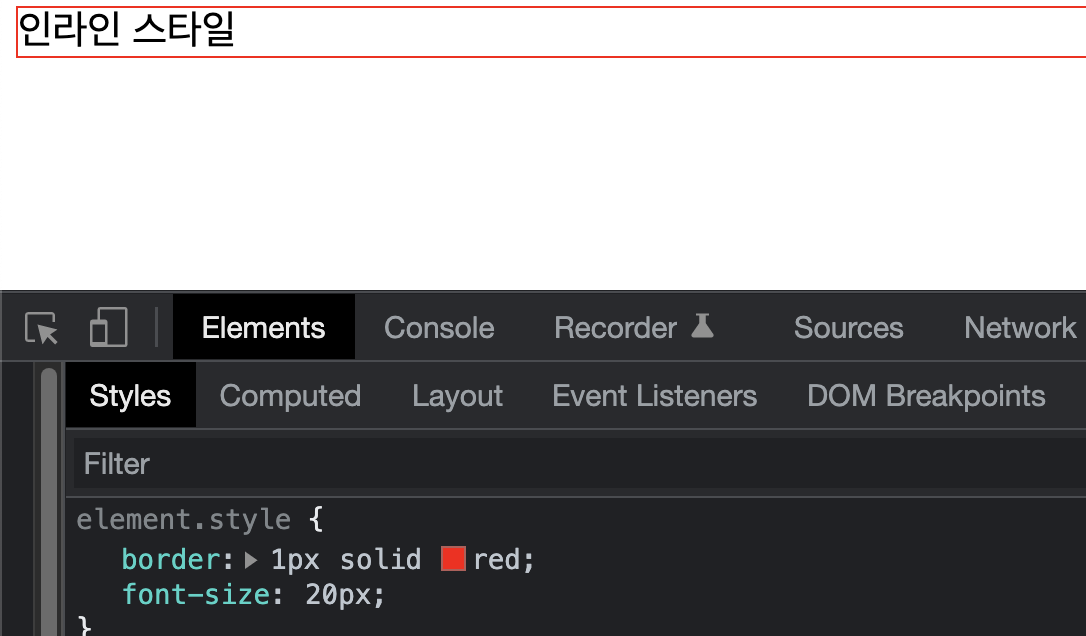 인라인 스타일
Elements Console Recorder Sources Network
Styles Computed Layout Event Listeners DOM Breakpoints
Filter
element.style {
border: 1px solid red;
font-size: 20px;
}